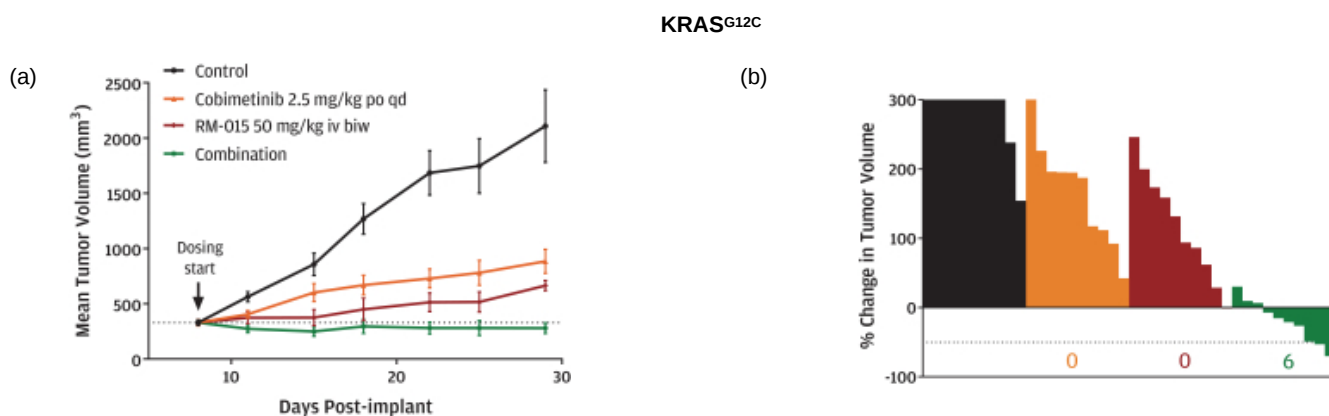 KRASG12C
(a)
Control
Cobimetinib 2.5 mg/kg po qd
RM-015 50 mg/kg iv biw
Combination
Mean Tumor Volume (mm³)
2500
2000
1500
1000
500
0
Dosing
start
10
20
30
Days Post-implant
(b)
% Change in Tumor Volume
300
200
100
0
-100
0
0
6